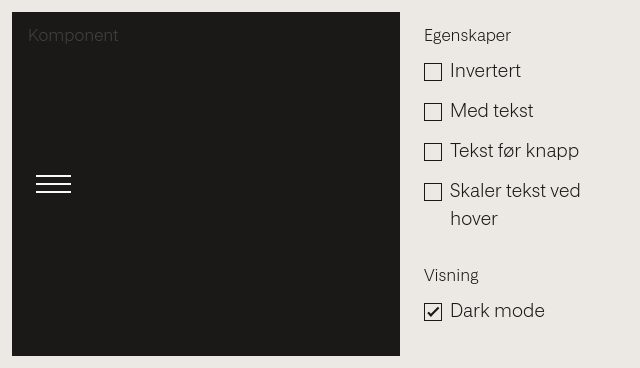 Komponent
Egenskaper
Invertert
Med tekst
Tekst før knapp
Skaler tekst ved
hover
Visning
Dark mode